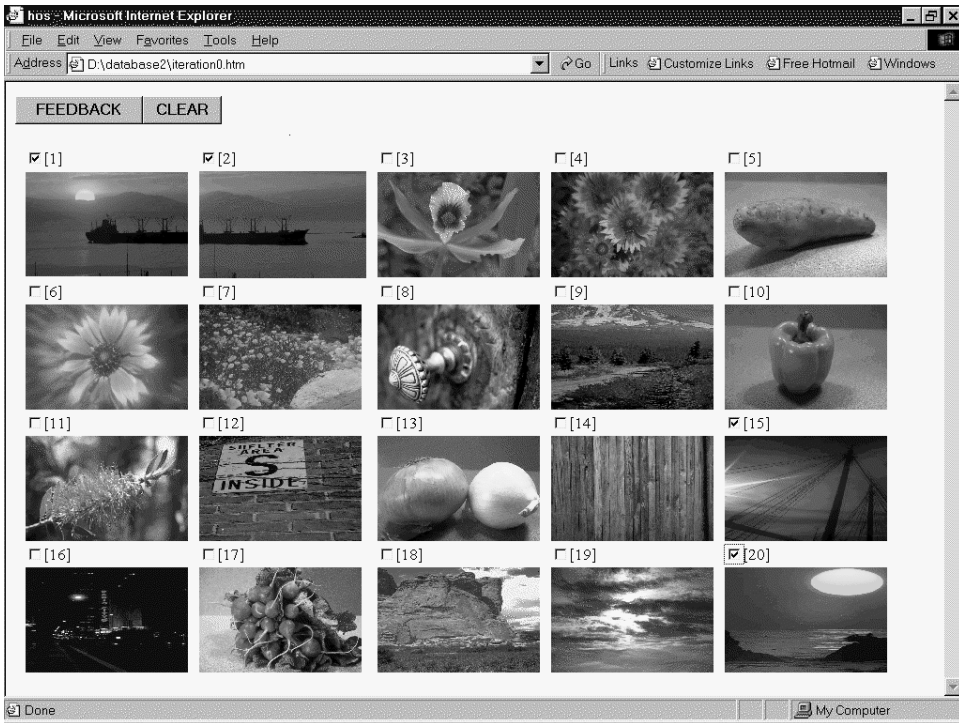 hos - Microsoft Internet Explorer
File Edit View Favorites Tools Help
Address D:\database2\iteration0.htm Go Links Customize Links Free Hotmail Windows
FEEDBACK CLEAR
[1] [2] [3] [4] [5]
[6] [7] [8] [9] [10]
[11] [12] [13] [14] [15]
SHELTER
AREA
S
INSIDE
[16] [17] [18] [19] [20]
Done My Computer